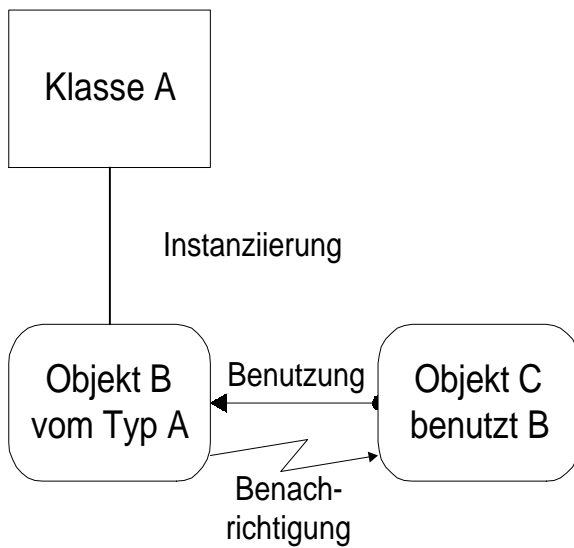 Klasse A
Instanziierung
Objekt B
vom Typ A
Benutzung
Objekt C
benutzt B
Benach-
richtigung